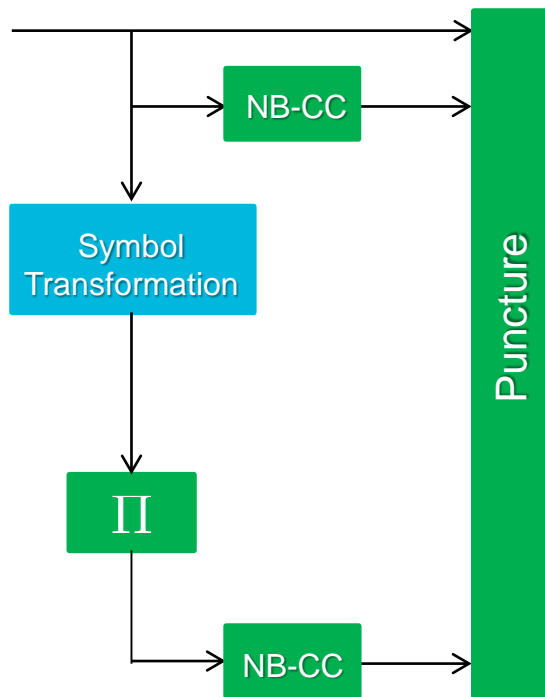 NB-CC
Symbol
Transformation
Puncture
∏
NB-CC